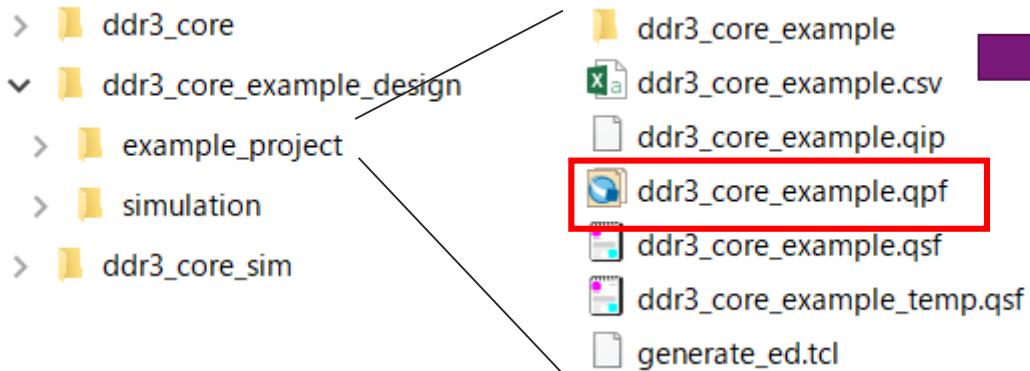 ddr3_core
ddr3_core_example_design
example_project
simulation
ddr3_core_sim
ddr3_core_example
ddr3_core_example.csv
ddr3_core_example.qip
ddr3_core_example.qpf
ddr3_core_example.qsf
ddr3_core_example_temp.qsf
generate_ed.tcl